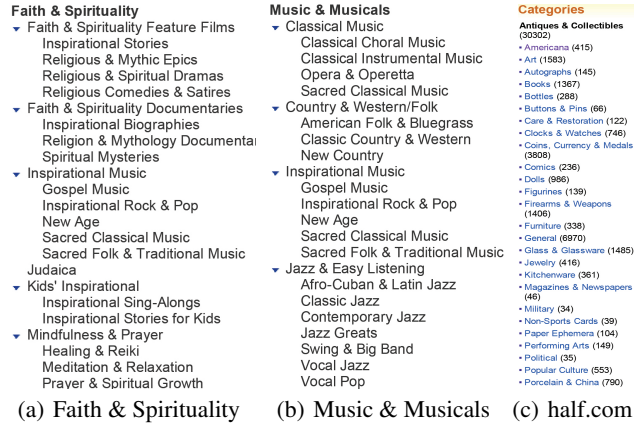 Faith & Spirituality
Faith & Spirituality Feature Films
Inspirational Stories
Religious & Mythic Epics
Religious & Spiritual Dramas
Religious Comedies & Satires
Faith & Spirituality Documentaries
Inspirational Biographies
Religion & Mythology Documentar
Spiritual Mysteries
Inspirational Music
Gospel Music
Inspirational Rock & Pop
New Age
Sacred Classical Music
Sacred Folk & Traditional Music
Judaica
Kids' Inspirational
Inspirational Sing-Alongs
Inspirational Stories for Kids
Mindfulness & Prayer
Healing & Reiki
Meditation & Relaxation
Prayer & Spiritual Growth
(a) Faith & Spirituality
Music & Musicals
Classical Music
Classical Choral Music
Classical Instrumental Music
Opera & Operetta
Sacred Classical Music
Country & Western/Folk
American Folk & Bluegrass
Classic Country & Western
New Country
Inspirational Music
Gospel Music
Inspirational Rock & Pop
New Age
Sacred Classical Music
Sacred Folk & Traditional Music
Jazz & Easy Listening
Afro-Cuban & Latin Jazz
Classic Jazz
Contemporary Jazz
Jazz Greats
Swing & Big Band
Vocal Jazz
Vocal Pop
(b) Music & Musicals
Categories
Antiques & Collectibles
(30302)
Americana (415)
Art (1583)
Autographs (145)
Books (1367)
Bottles (288)
Buttons & Pins (66)
Care & Restoration (122)
Clocks & Watches (746)
Coins, Currency & Medals
(3808)
Comics (236)
Dolls (986)
Figurines (139)
Firearms & Weapons
(1406)
Furniture (338)
General (6970)
Glass & Glassware (1485)
Jewelry (416)
Kitchenware (361)
Magazines & Newspapers
(46)
Military (34)
Non-Sports Cards (39)
Paper Ephemera (104)
Performing Arts (149)
Political (35)
Popular Culture (553)
Porcelain & China (790)
(c) half.com